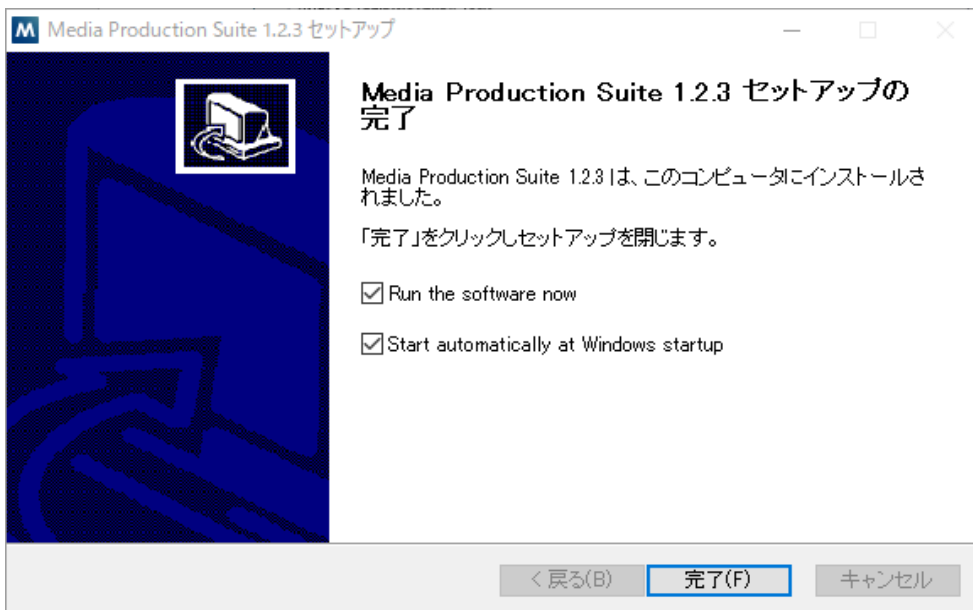 Media Production Suite 1.2.3 セットアップ
Media Production Suite 1.2.3 セットアップの
完了
Media Production Suite 1.2.3 は、このコンピュータにインストールさ
れました。
「完了」をクリックしセットアップを閉じます。
Run the software now
Start automatically at Windows startup
< 戻る(B)
完了(F)
キャンセル